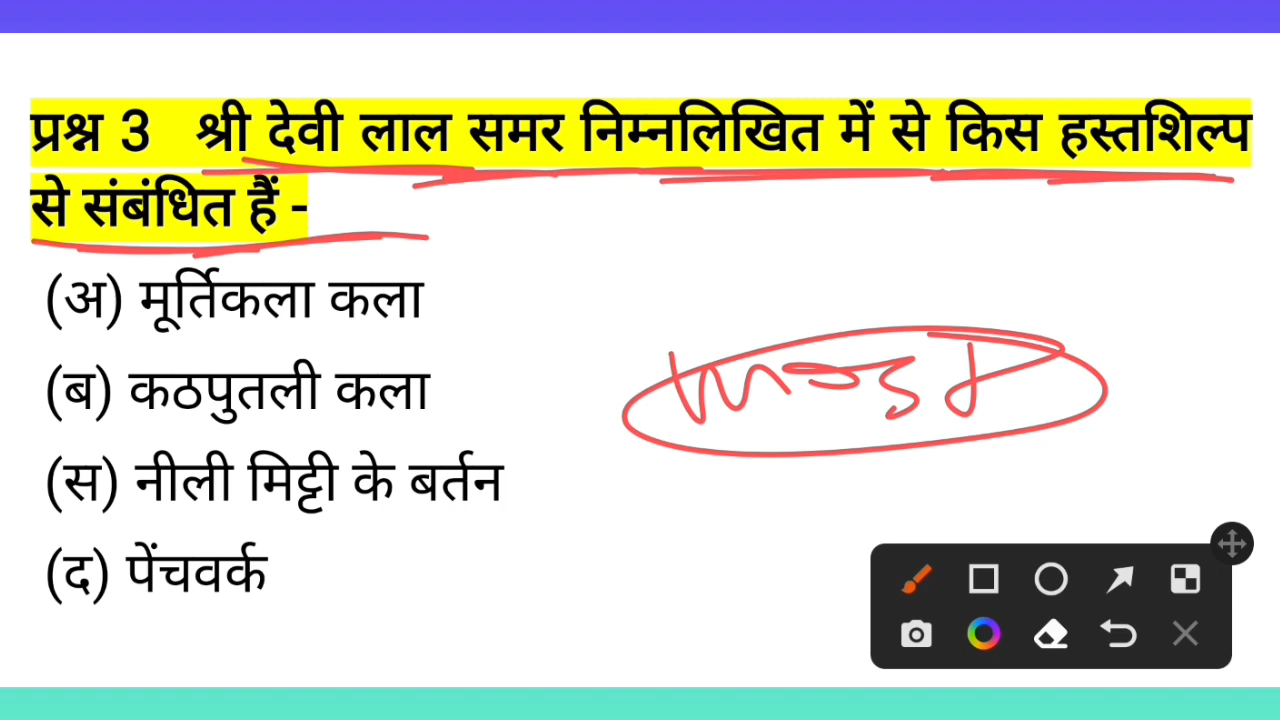 प्रश्न 3 श्री देवी लाल समर निम्नलिखित में से किस हस्तशिल्प
से संबंधित हैं -
(अ) मूर्तिकला कला
(ब) कठपुतली कला
(स) नीली मिट्टी के बर्तन
(द) पेंचवर्क